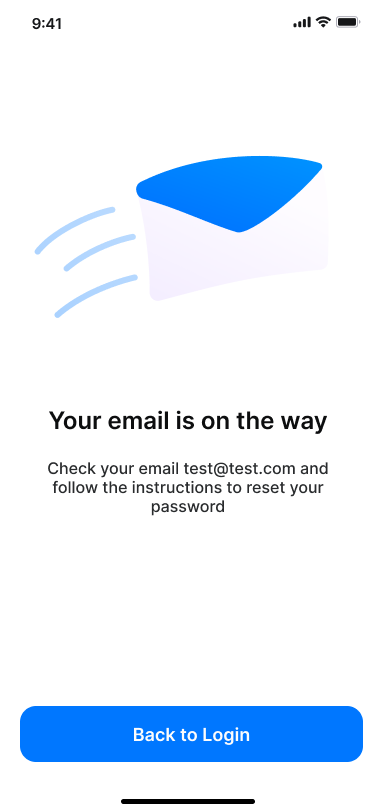 9:41
Your email is on the way
Check your email test@test.com and
follow the instructions to reset your
password
Back to Login